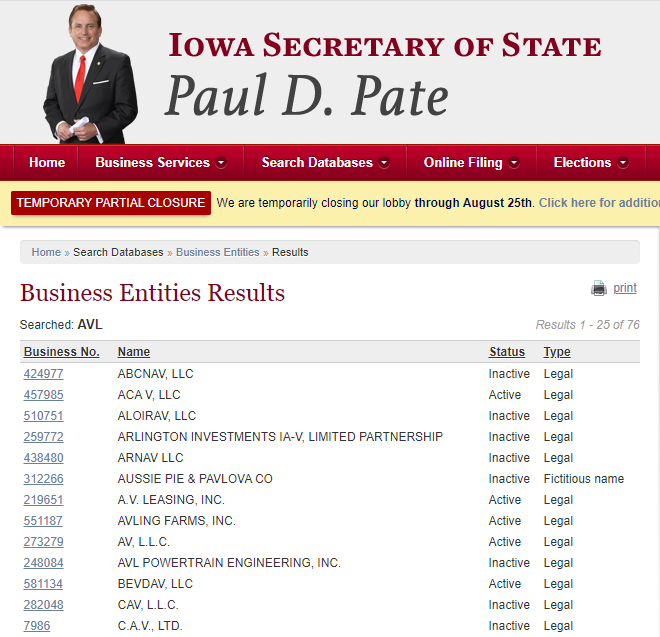 IOWA SECRETARY OF STATE
Paul D. Pate
Home Business Services Search Databases Online Filing Elections
TEMPORARY PARTIAL CLOSURE We are temporarily closing our lobby through August 25th. Click here for additio
Home » Search Databases » Business Entities » Results
Business Entities Results print
Searched: AVL Results 1 - 25 of 76
Business No. Name Status Type
424977 ABCNAV, LLC Inactive Legal
457985 ACA V, LLC Active Legal
510751 ALOIRAV, LLC Inactive Legal
259772 ARLINGTON INVESTMENTS IA-V, LIMITED PARTNERSHIP Inactive Legal
438480 ARNAV LLC Inactive Legal
312266 AUSSIE PIE & PAVLOVA CO Inactive Fictitious name
219651 A.V. LEASING, INC. Active Legal
551187 AVLING FARMS, INC. Active Legal
273279 AV, L.L.C. Active Legal
248084 AVL POWERTRAIN ENGINEERING, INC. Inactive Legal
581134 BEVDAV, LLC Active Legal
282048 CAV, L.L.C. Inactive Legal
7986 C.A.V., LTD. Inactive Legal